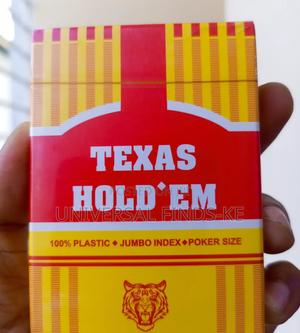 TEXAS
HOLD'EM
UNIVERSAL FINDS-KE
100% PLASTIC ◆ JUMBO INDEX ◆ POKER SIZE